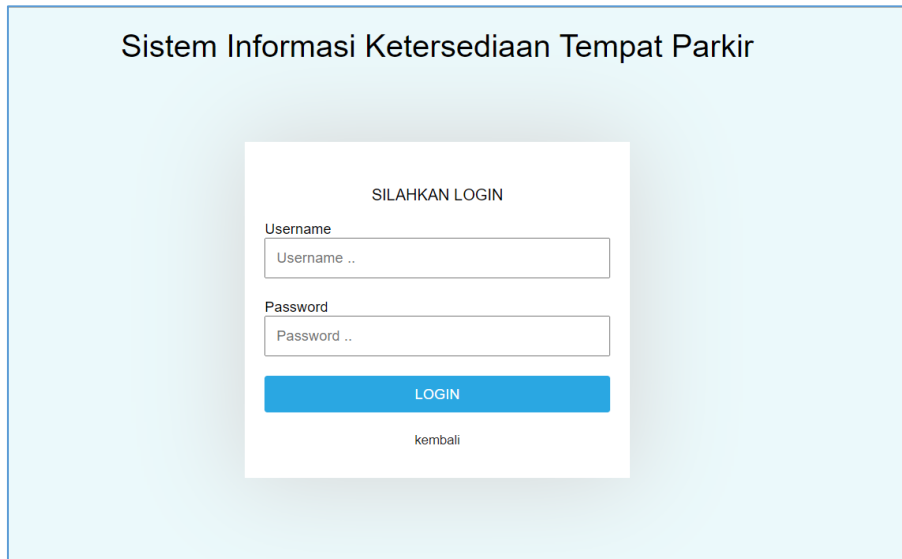 Sistem Informasi Ketersediaan Tempat Parkir
SILAHKAN LOGIN
Username
Username ..
Password
Password ..
LOGIN
kembali